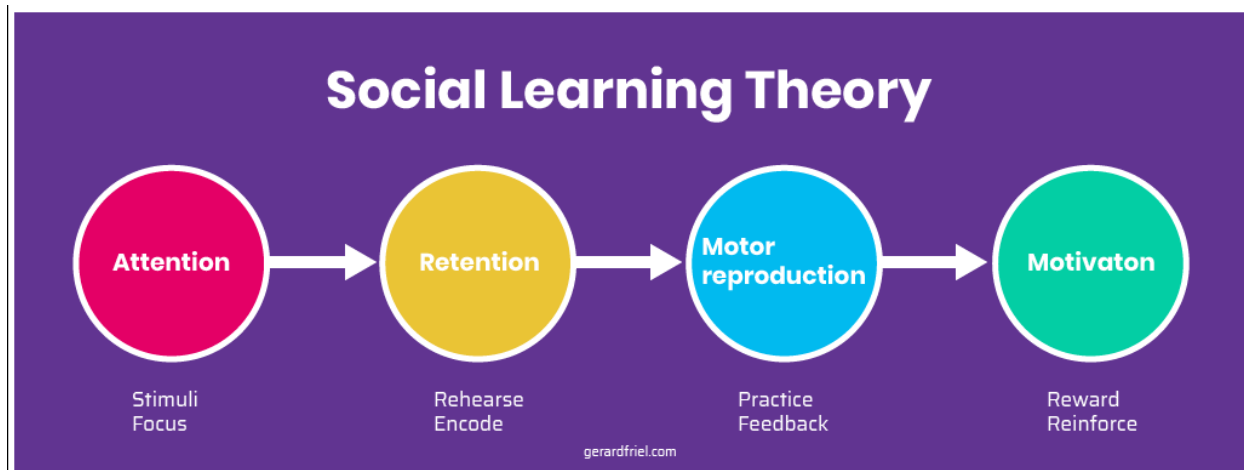 Social Learning Theory
Attention
Retention
Motor
reproduction
Motivaton
Stimuli
Focus
Rehearse
Encode
Practice
Feedback
Reward
Reinforce
gerardfriel.com